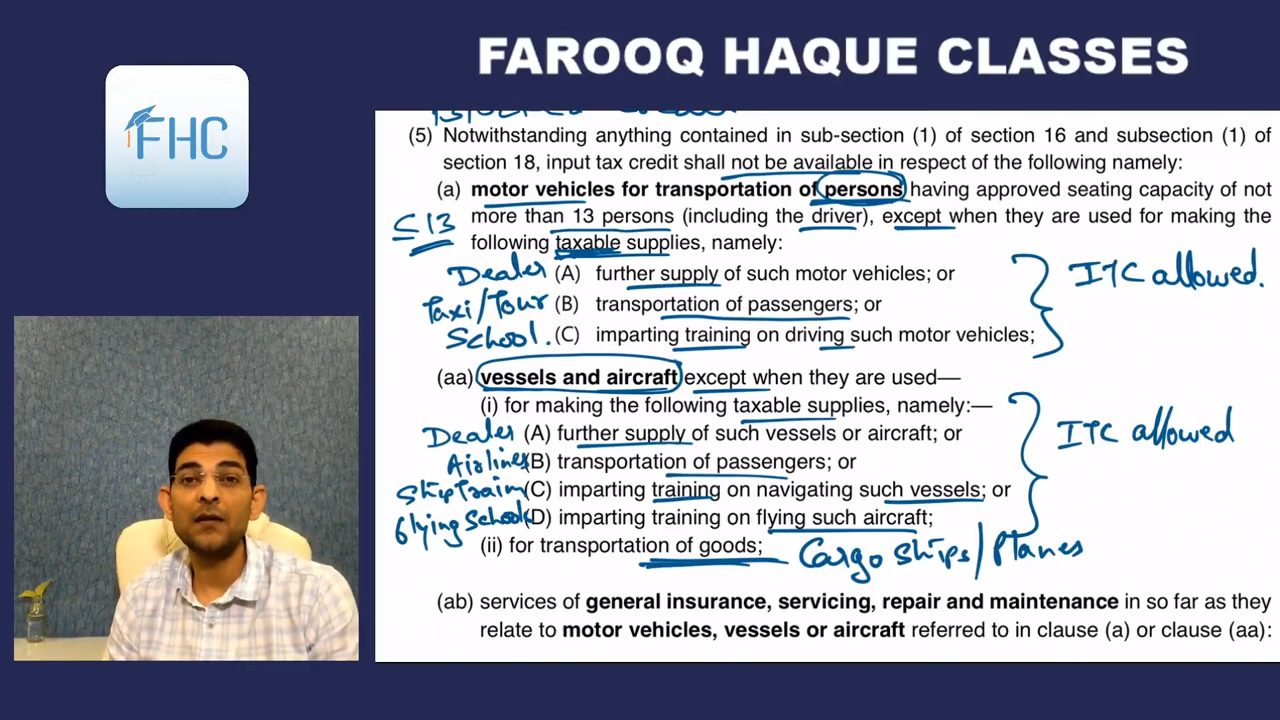 FAROOQ HAQUE CLASSES
FHC
Blocked Credit
(5) Notwithstanding anything contained in sub-section (1) of section 16 and subsection (1) of
section 18, input tax credit shall not be available in respect of the following namely:
(a) motor vehicles for transportation of persons having approved seating capacity of not
≤ 13 more than 13 persons (including the driver), except when they are used for making the
following taxable supplies, namely:
Dealer (A) further supply of such motor vehicles; or
ITC allowed.
Taxi/Tour (B) transportation of passengers; or
School. (C) imparting training on driving such motor vehicles;
(aa) vessels and aircraft except when they are used—
(i) for making the following taxable supplies, namely:—
Dealer (A) further supply of such vessels or aircraft; or
ITC allowed
Airlines (B) transportation of passengers; or
Ship Train (C) imparting training on navigating such vessels; or
Flying School (D) imparting training on flying such aircraft;
(ii) for transportation of goods; Cargo Ships/Planes
(ab) services of general insurance, servicing, repair and maintenance in so far as they
relate to motor vehicles, vessels or aircraft referred to in clause (a) or clause (aa):